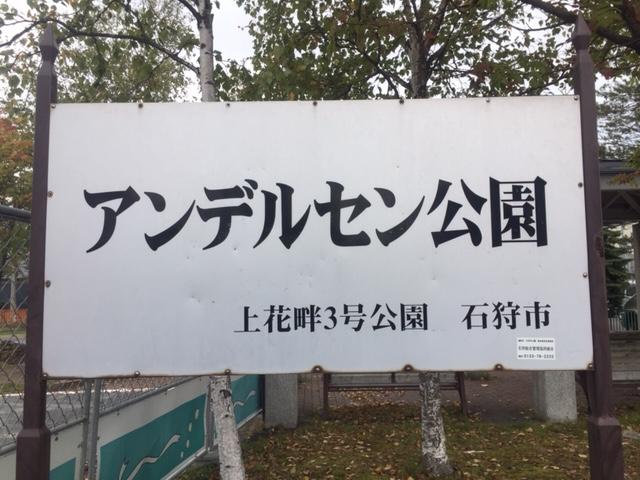 アンデルセン公園
上花畔3号公園 石狩市